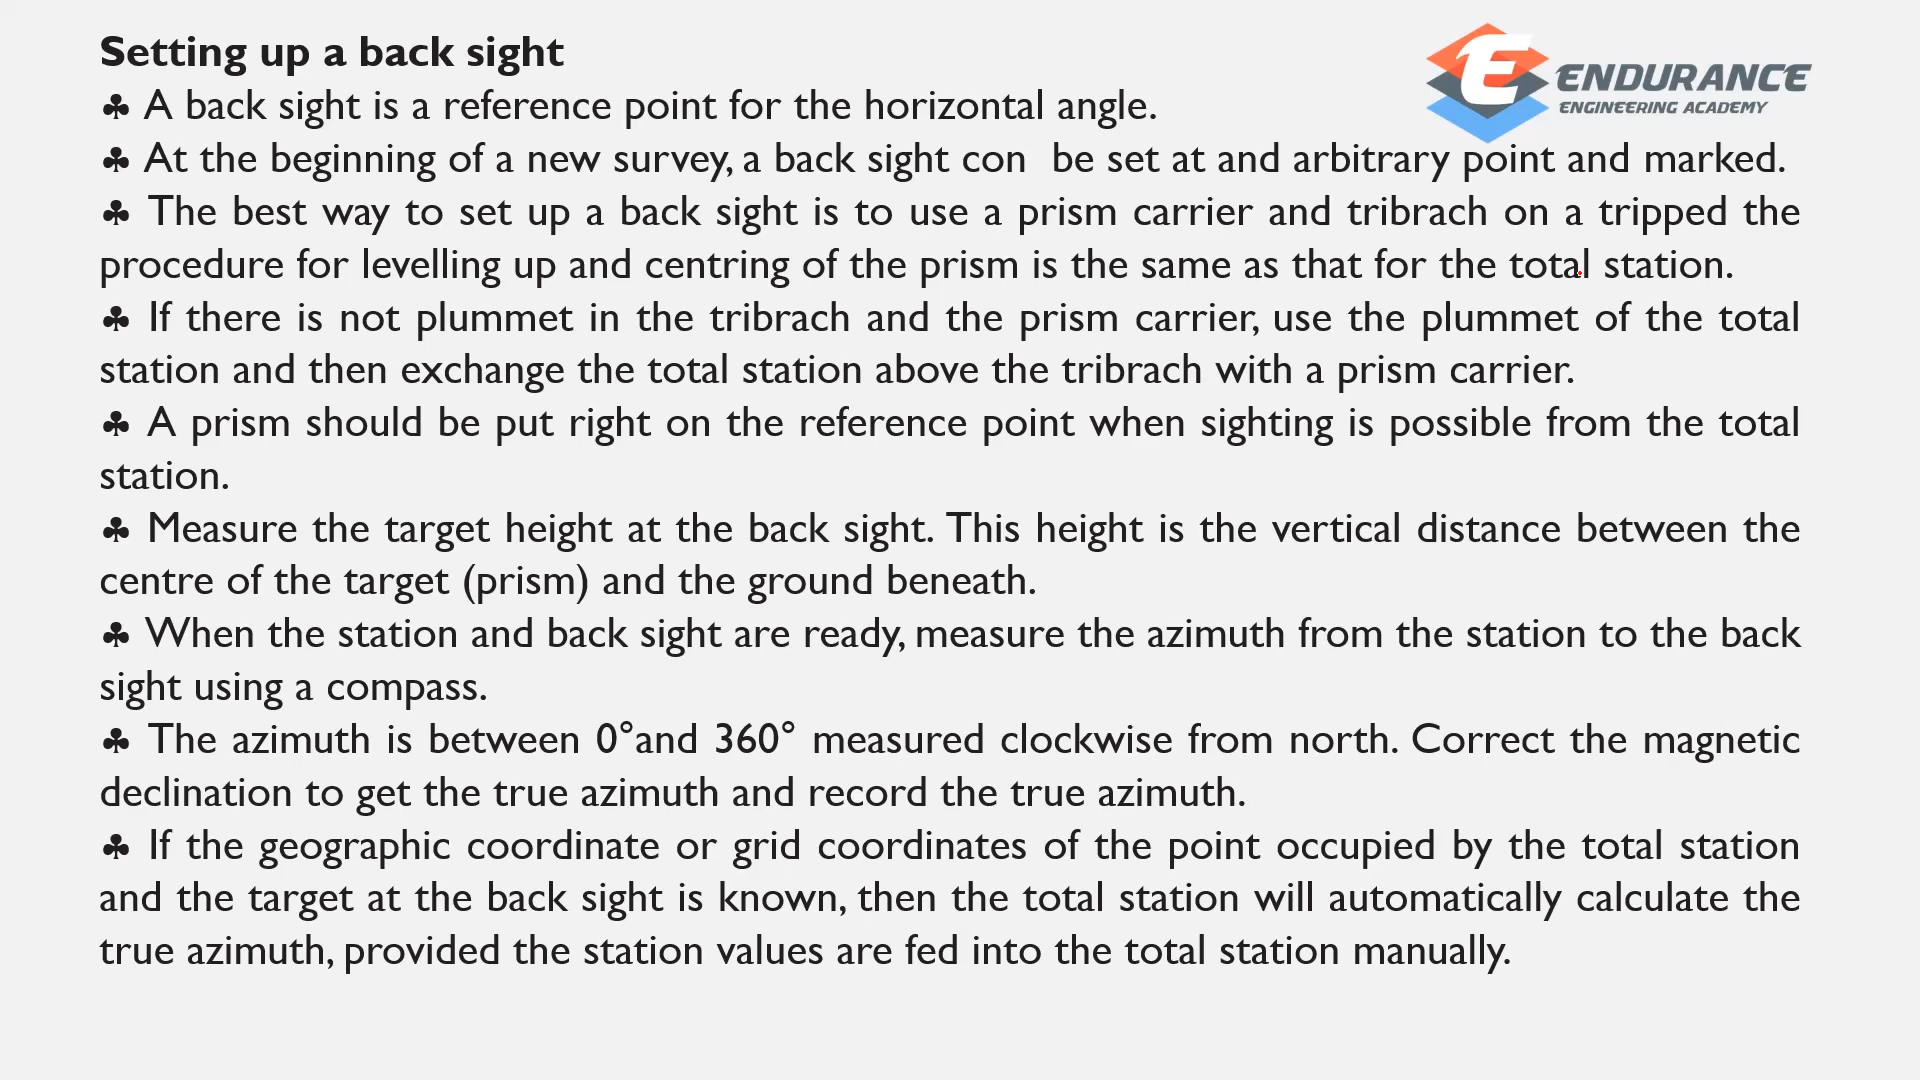 Setting up a back sight
ENDURANCE
ENGINEERING ACADEMY
♣ A back sight is a reference point for the horizontal angle.
♣ At the beginning of a new survey, a back sight con be set at and arbitrary point and marked.
♣ The best way to set up a back sight is to use a prism carrier and tribrach on a tripped the
procedure for levelling up and centring of the prism is the same as that for the total station.
♣ If there is not plummet in the tribrach and the prism carrier, use the plummet of the total
station and then exchange the total station above the tribrach with a prism carrier.
♣ A prism should be put right on the reference point when sighting is possible from the total
station.
♣ Measure the target height at the back sight. This height is the vertical distance between the
centre of the target (prism) and the ground beneath.
♣ When the station and back sight are ready, measure the azimuth from the station to the back
sight using a compass.
♣ The azimuth is between 0°and 360° measured clockwise from north. Correct the magnetic
declination to get the true azimuth and record the true azimuth.
♣ If the geographic coordinate or grid coordinates of the point occupied by the total station
and the target at the back sight is known, then the total station will automatically calculate the
true azimuth, provided the station values are fed into the total station manually.